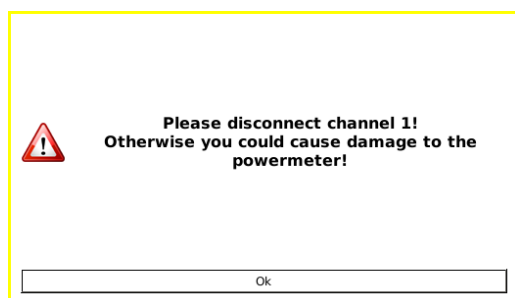 Please disconnect channel 1!
Otherwise you could cause damage to the
powermeter!
Ok